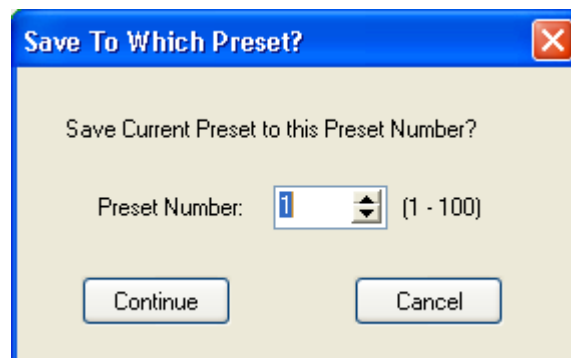 Save To Which Preset?
Save Current Preset to this Preset Number?
Preset Number: 1 (1 - 100)
Continue Cancel